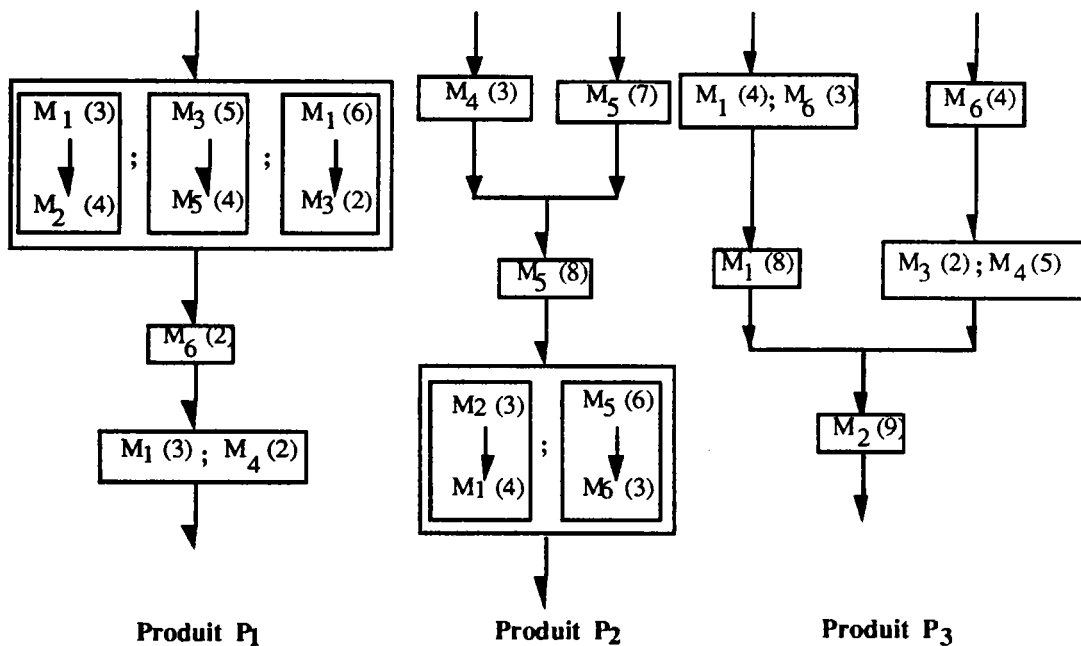 M4 (3)
M5 (7)
M1 (4); M6 (3)
M6 (4)
M1 (3)
M3 (5)
M1 (6)
;
;
M2 (4)
M5 (4)
M3 (2)
M5 (8)
M1 (8)
M3 (2) ; M4 (5)
M6 (2)
M2 (3)
M5 (6)
;
M1 (4)
M6 (3)
M2 (9)
M1 (3) ; M4 (2)
Produit P1
Produit P2
Produit P3